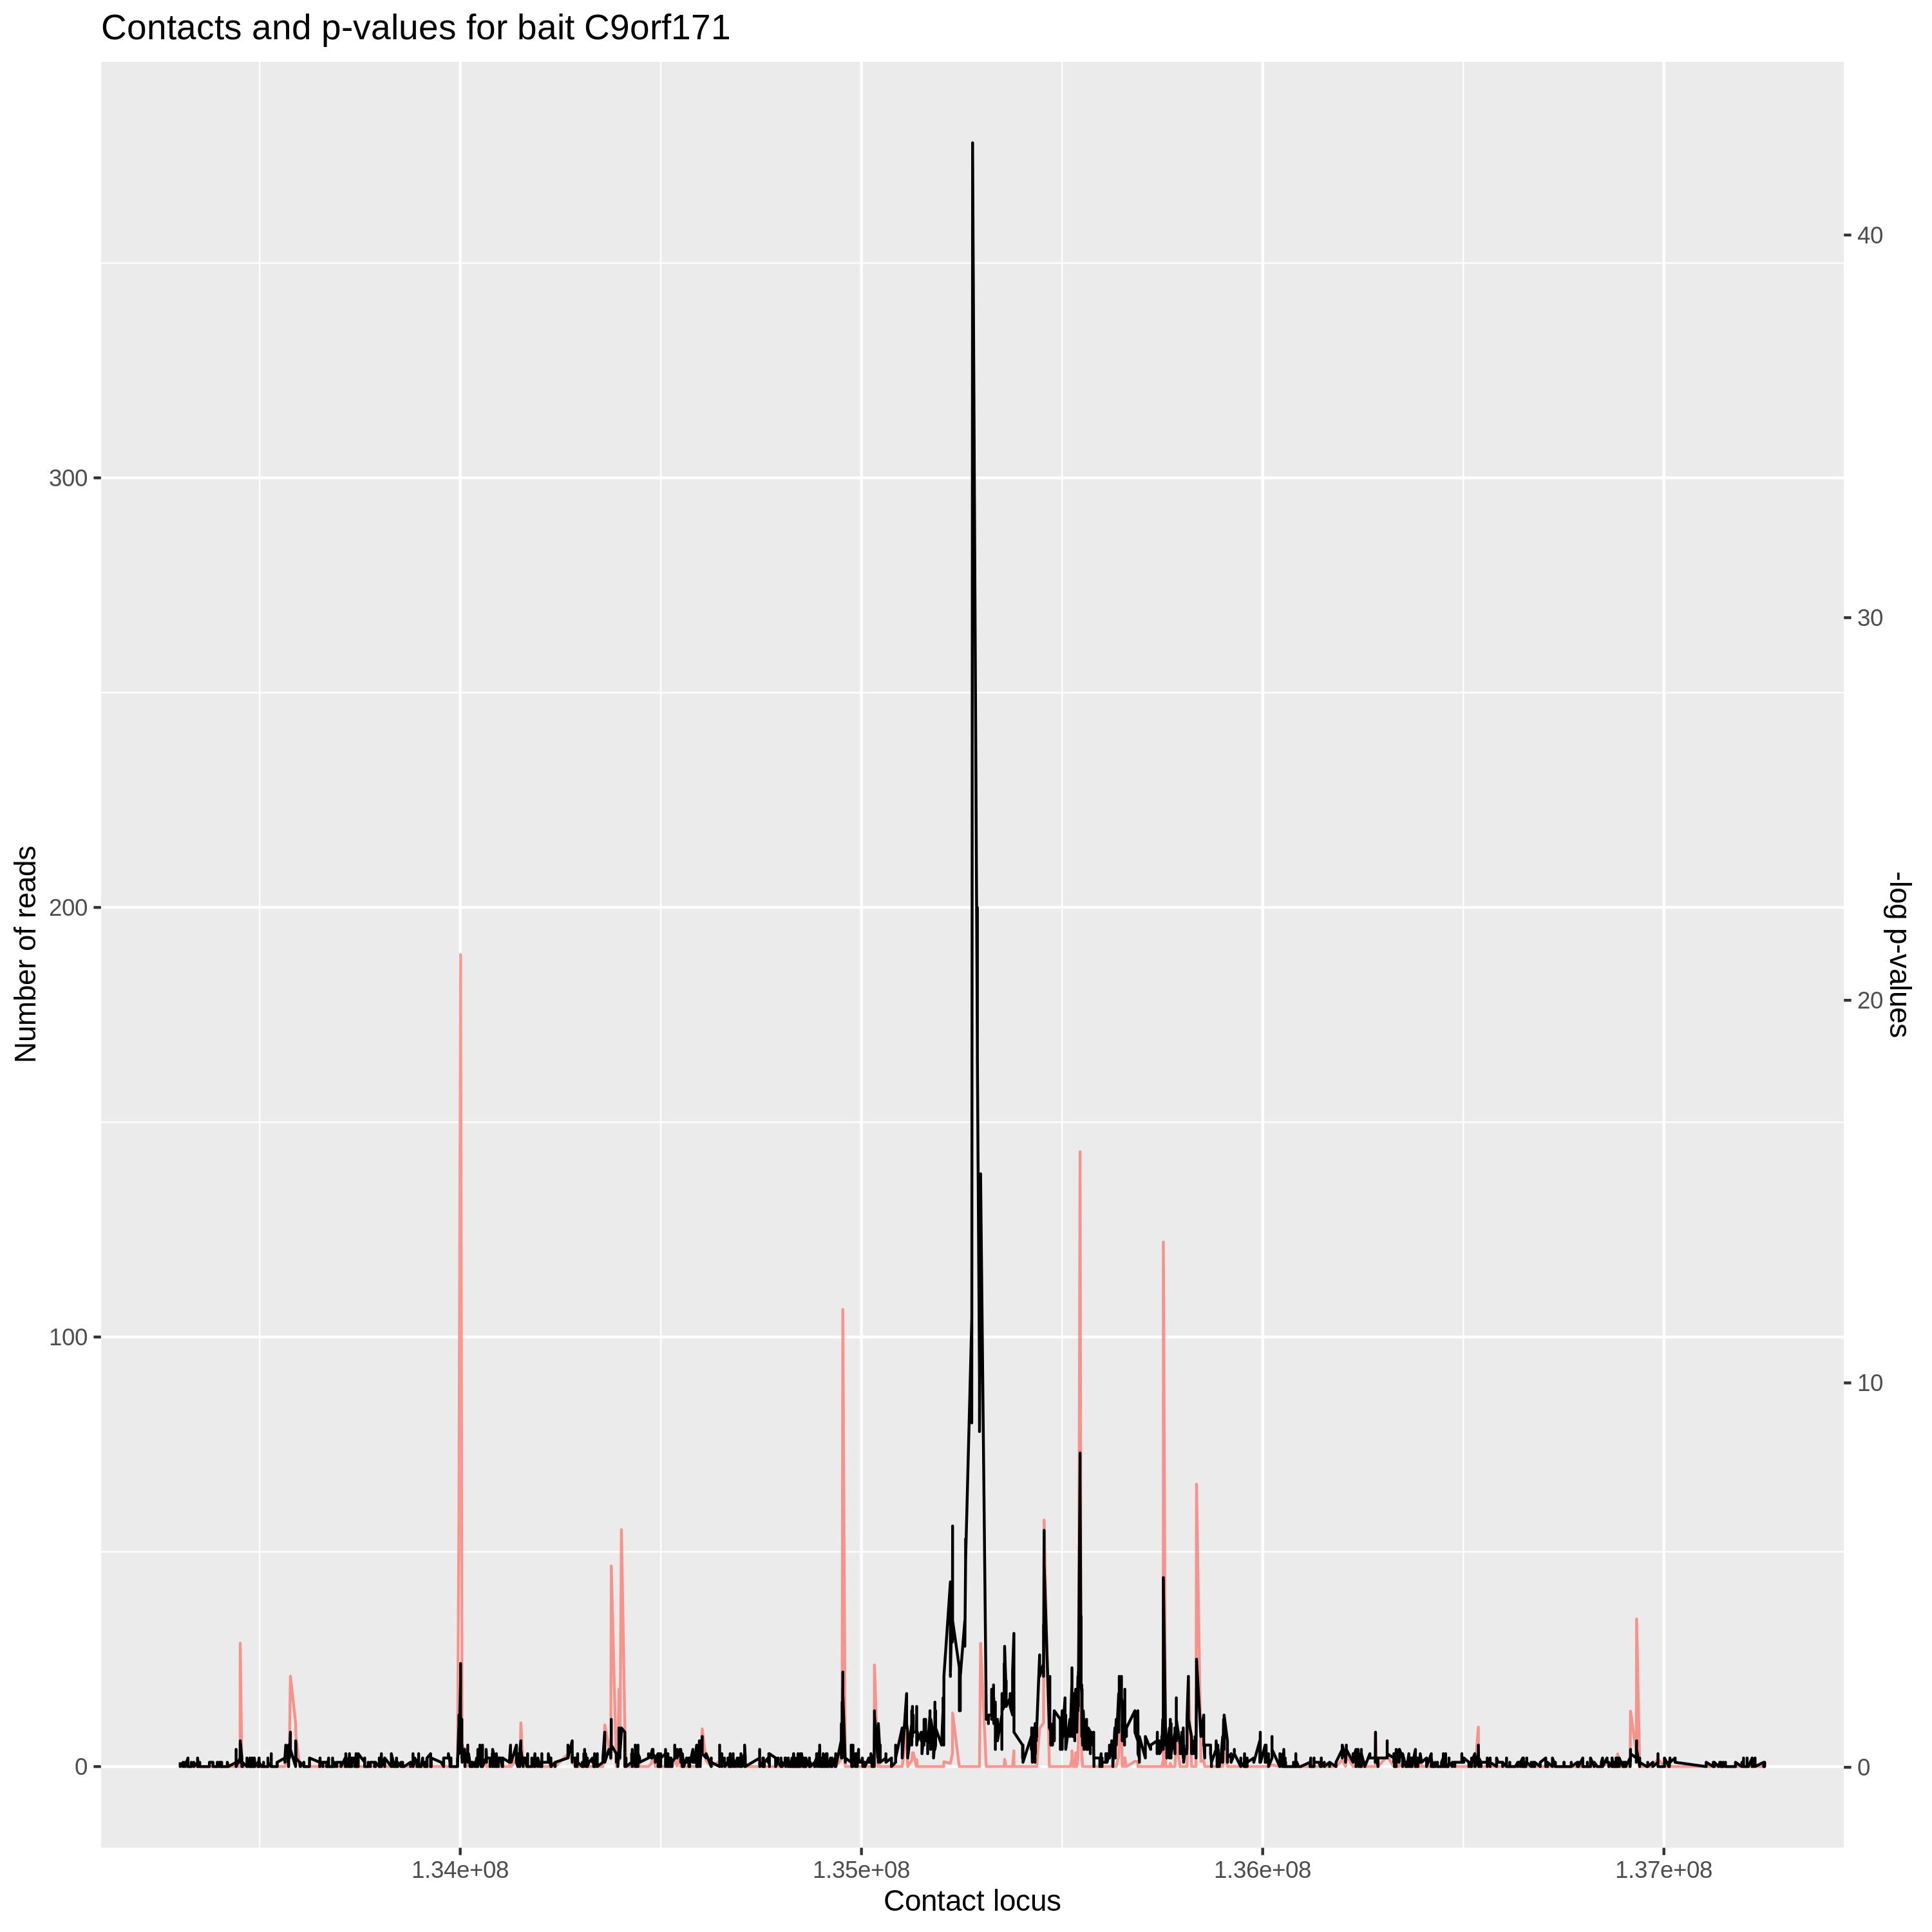 Contacts and p-values for bait C9orf171
Number of reads
300
200
100
0
40
30
20
10
0
-log p-values
1.34e+08
1.35e+08
1.36e+08
1.37e+08
Contact locus